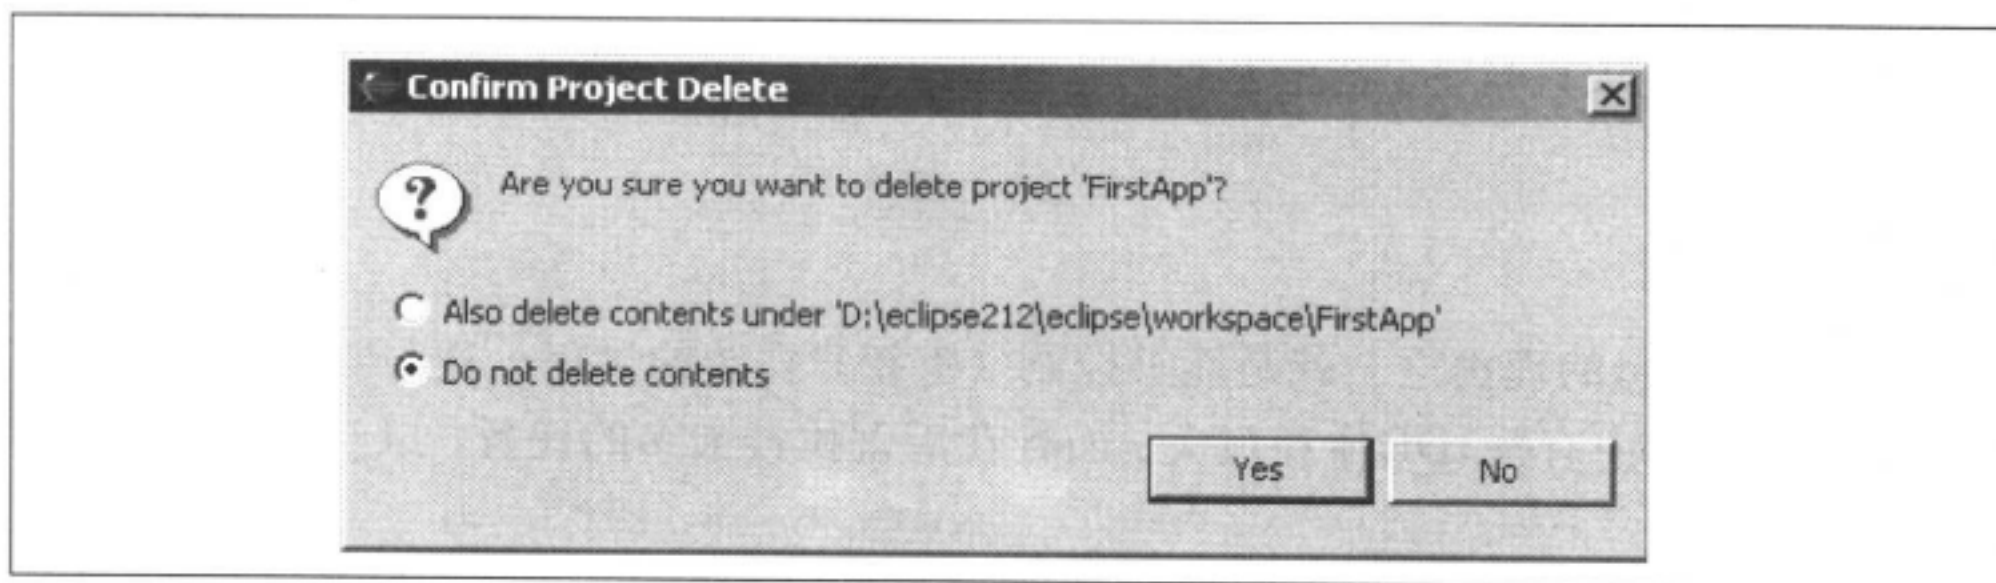 Confirm Project Delete
Are you sure you want to delete project 'FirstApp'?
Also delete contents under 'D:\eclipse212\eclipse\workspace\FirstApp'
Do not delete contents
Yes No